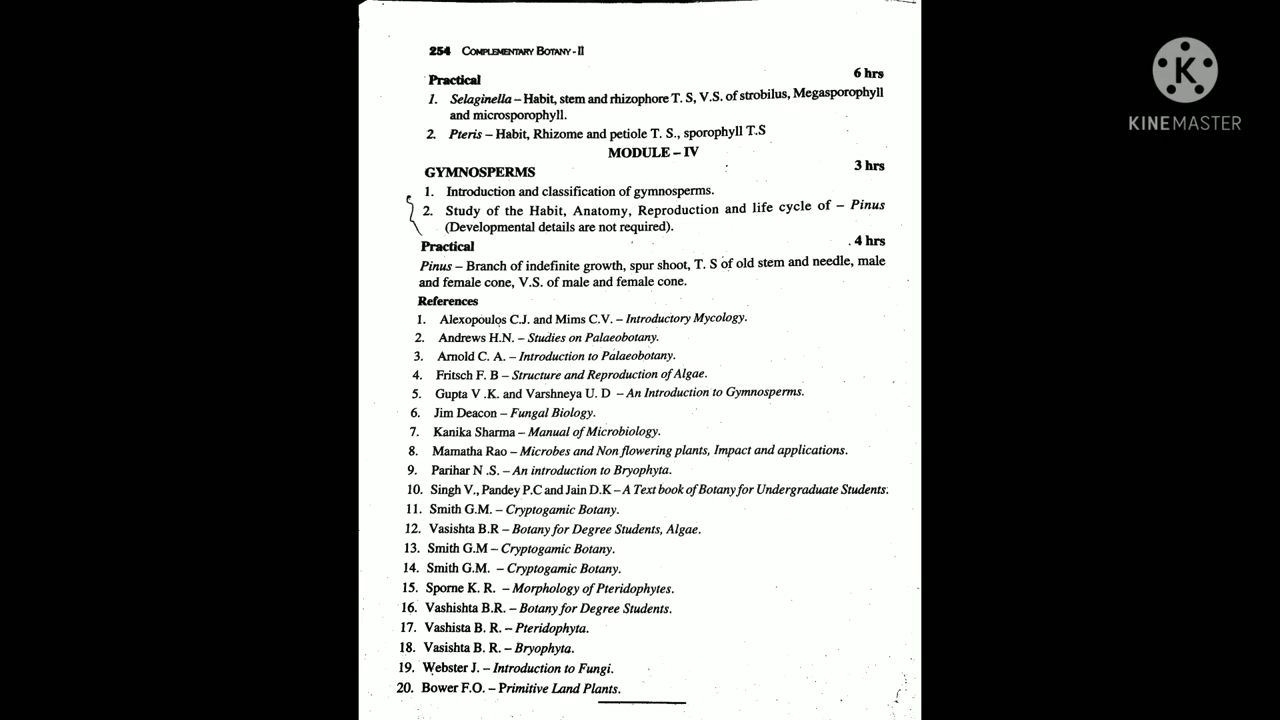 254 COMPLEMENTARY BOTANY - II
Practical 6 hrs
1. Selaginella – Habit, stem and rhizophore T. S, V.S. of strobilus, Megasporophyll
and microsporophyll.
2. Pteris – Habit, Rhizome and petiole T. S., sporophyll T.S
MODULE – IV
GYMNOSPERMS 3 hrs
1. Introduction and classification of gymnosperms.
2. Study of the Habit, Anatomy, Reproduction and life cycle of – Pinus
(Developmental details are not required).
Practical 4 hrs
Pinus – Branch of indefinite growth, spur shoot, T. S of old stem and needle, male
and female cone, V.S. of male and female cone.
References
1. Alexopoulos C.J. and Mims C.V. – Introductory Mycology.
2. Andrews H.N. – Studies on Palaeobotany.
3. Arnold C. A. – Introduction to Palaeobotany.
4. Fritsch F. B – Structure and Reproduction of Algae.
5. Gupta V .K. and Varshneya U. D – An Introduction to Gymnosperms.
6. Jim Deacon – Fungal Biology.
7. Kanika Sharma – Manual of Microbiology.
8. Mamatha Rao – Microbes and Non flowering plants, Impact and applications.
9. Parihar N .S. – An introduction to Bryophyta.
10. Singh V., Pandey P.C and Jain D.K – A Text book of Botany for Undergraduate Students.
11. Smith G.M. – Cryptogamic Botany.
12. Vasishta B.R – Botany for Degree Students, Algae.
13. Smith G.M – Cryptogamic Botany.
14. Smith G.M. – Cryptogamic Botany.
15. Sporne K. R. – Morphology of Pteridophytes.
16. Vashishta B.R. – Botany for Degree Students.
17. Vashista B. R. – Pteridophyta.
18. Vasishta B. R. – Bryophyta.
19. Webster J. – Introduction to Fungi.
20. Bower F.O. – Primitive Land Plants.
K
KINEMASTER